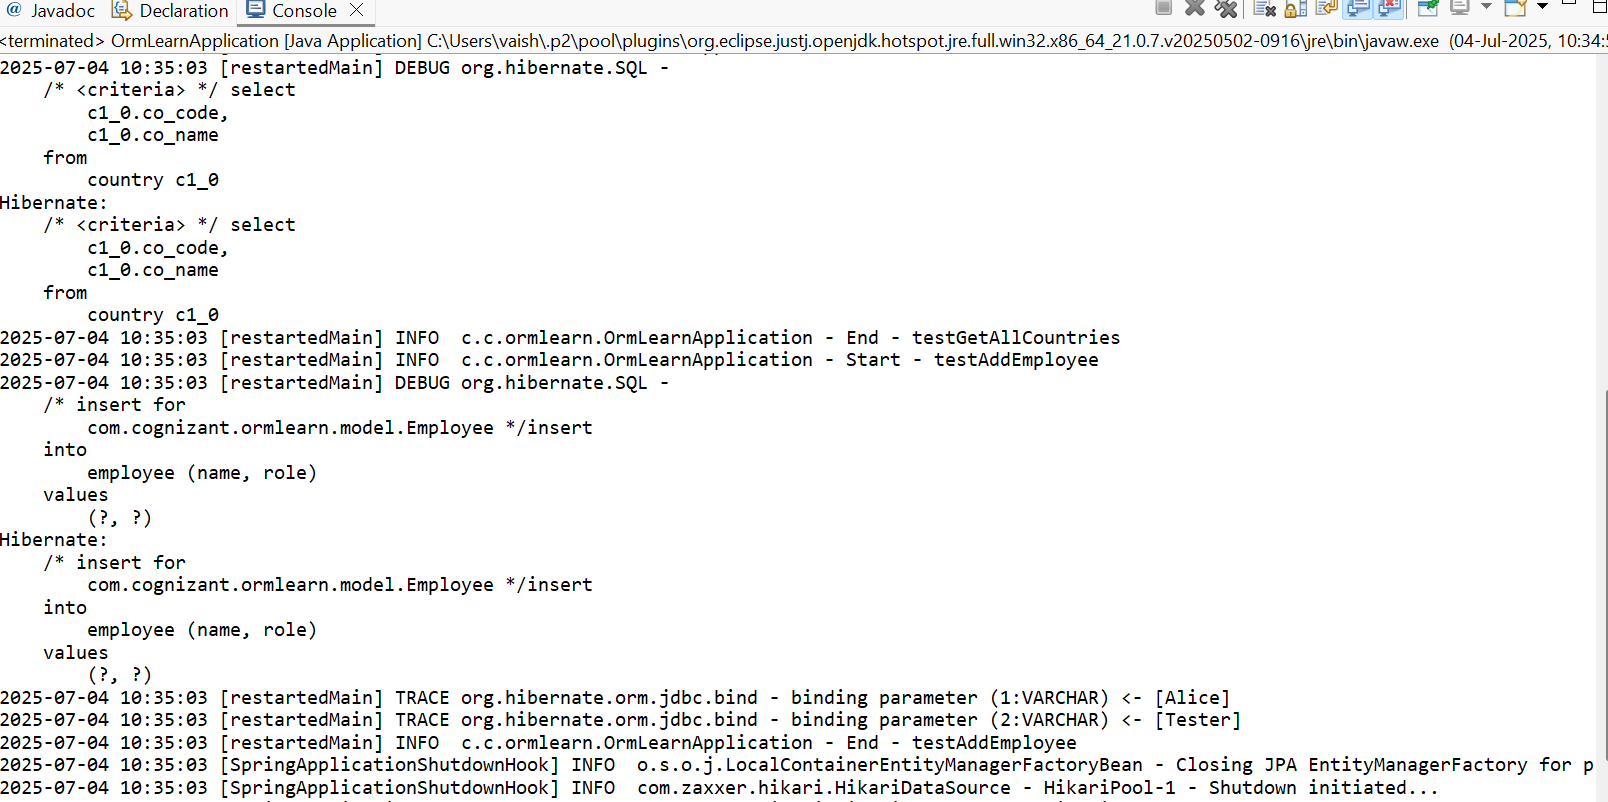 @ Javadoc Declaration Console
<terminated> OrmLearnApplication [Java Application] C:\Users\vaish\.p2\pool\plugins\org.eclipse.justj.openjdk.hotspot.jre.full.win32.x86_64_21.0.7.v20250502-0916\jre\bin\javaw.exe (04-Jul-2025, 10:34:5
2025-07-04 10:35:03 [restartedMain] DEBUG org.hibernate.SQL -
    /* <criteria> */ select
        c1_0.co_code,
        c1_0.co_name
    from
        country c1_0
Hibernate:
    /* <criteria> */ select
        c1_0.co_code,
        c1_0.co_name
    from
        country c1_0
2025-07-04 10:35:03 [restartedMain] INFO  c.c.ormlearn.OrmLearnApplication - End - testGetAllCountries
2025-07-04 10:35:03 [restartedMain] INFO  c.c.ormlearn.OrmLearnApplication - Start - testAddEmployee
2025-07-04 10:35:03 [restartedMain] DEBUG org.hibernate.SQL -
    /* insert for
        com.cognizant.ormlearn.model.Employee */insert
    into
        employee (name, role)
    values
        (?, ?)
Hibernate:
    /* insert for
        com.cognizant.ormlearn.model.Employee */insert
    into
        employee (name, role)
    values
        (?, ?)
2025-07-04 10:35:03 [restartedMain] TRACE org.hibernate.orm.jdbc.bind - binding parameter (1:VARCHAR) <- [Alice]
2025-07-04 10:35:03 [restartedMain] TRACE org.hibernate.orm.jdbc.bind - binding parameter (2:VARCHAR) <- [Tester]
2025-07-04 10:35:03 [restartedMain] INFO  c.c.ormlearn.OrmLearnApplication - End - testAddEmployee
2025-07-04 10:35:03 [SpringApplicationShutdownHook] INFO  o.s.o.j.LocalContainerEntityManagerFactoryBean - Closing JPA EntityManagerFactory for p
2025-07-04 10:35:03 [SpringApplicationShutdownHook] INFO  com.zaxxer.hikari.HikariDataSource - HikariPool-1 - Shutdown initiated...